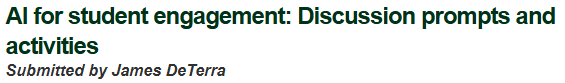 AI for student engagement: Discussion prompts and
activities
Submitted by James DeTerra